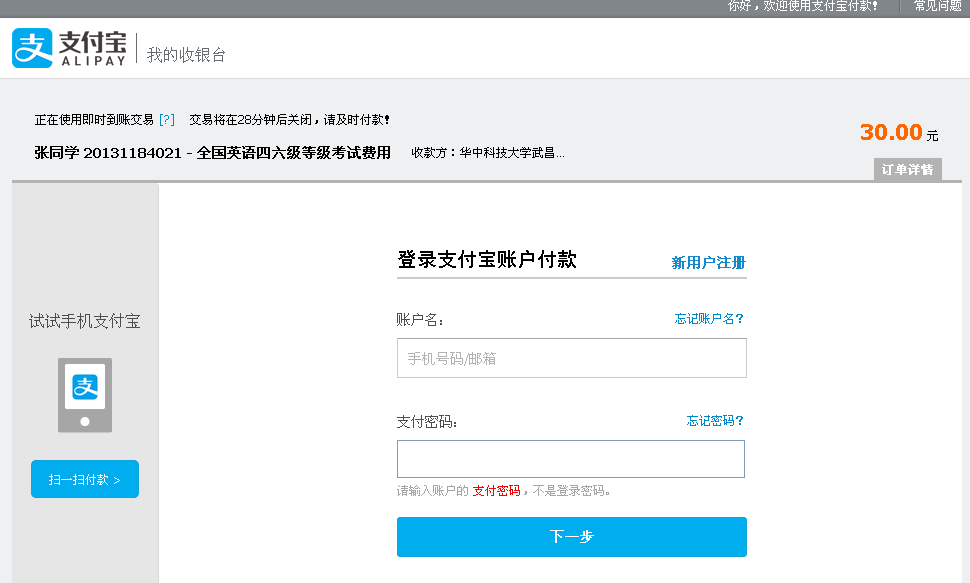 你好，欢迎使用支付宝付款！ 常见问题
支付宝
ALIPAY
我的收银台
正在使用即时到账交易 [?] 交易将在28分钟后关闭，请及时付款！
30.00 元
张同学 20131184021 - 全国英语四六级等级考试费用 收款方：华中科技大学武昌...
订单详情
登录支付宝账户付款 新用户注册
试试手机支付宝
账户名： 忘记账户名？
手机号码/邮箱
支
支付密码： 忘记密码？
扫一扫付款 >
请输入账户的 支付密码，不是登录密码。
下一步